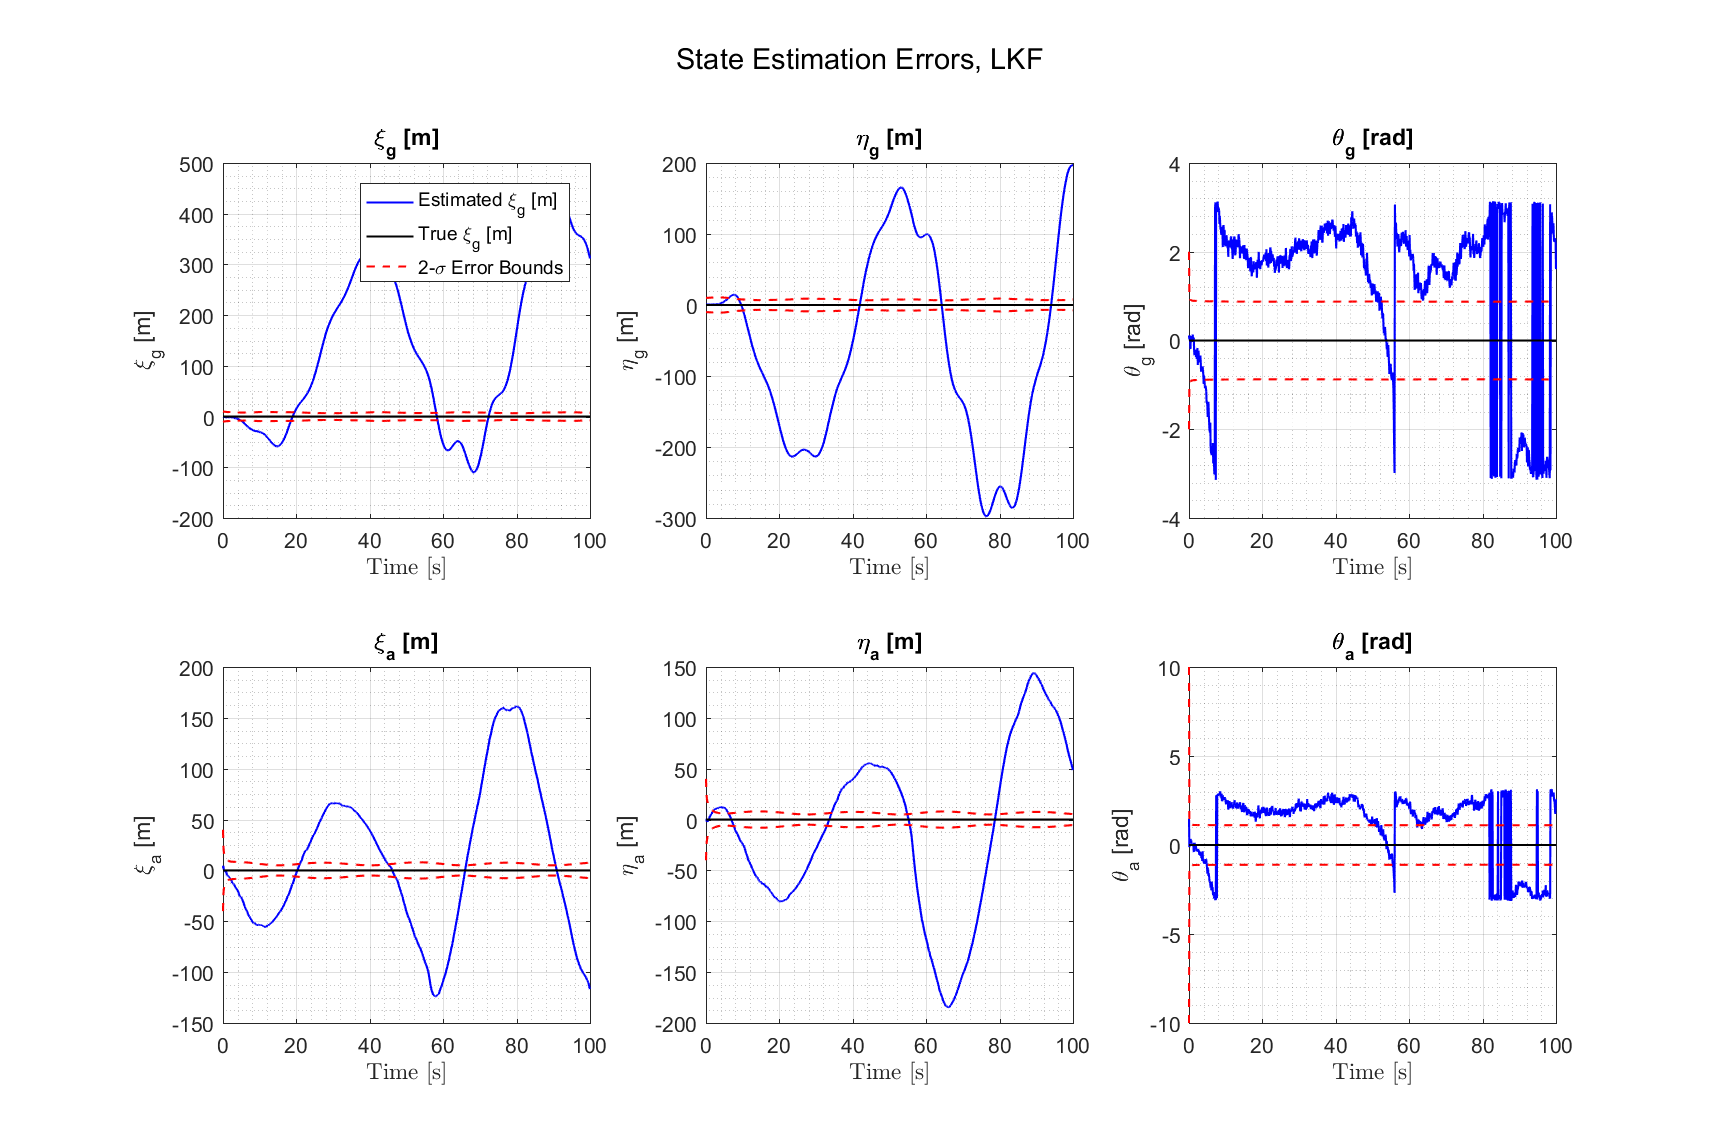 State Estimation Errors, LKF
ξg [m]
500
400
300
200
100
0
-100
-200
ξg [m]
0 20 40 60 80 100
Time [s]
Estimated ξg [m]
True ξg [m]
2-σ Error Bounds
ηg [m]
200
100
0
-100
-200
-300
ηg [m]
0 20 40 60 80 100
Time [s]
θg [rad]
4
2
0
-2
-4
θg [rad]
0 20 40 60 80 100
Time [s]
ξa [m]
200
150
100
50
0
-50
-100
-150
ξa [m]
0 20 40 60 80 100
Time [s]
ηa [m]
150
100
50
0
-50
-100
-150
-200
ηa [m]
0 20 40 60 80 100
Time [s]
θa [rad]
10
5
0
-5
-10
θa [rad]
0 20 40 60 80 100
Time [s]